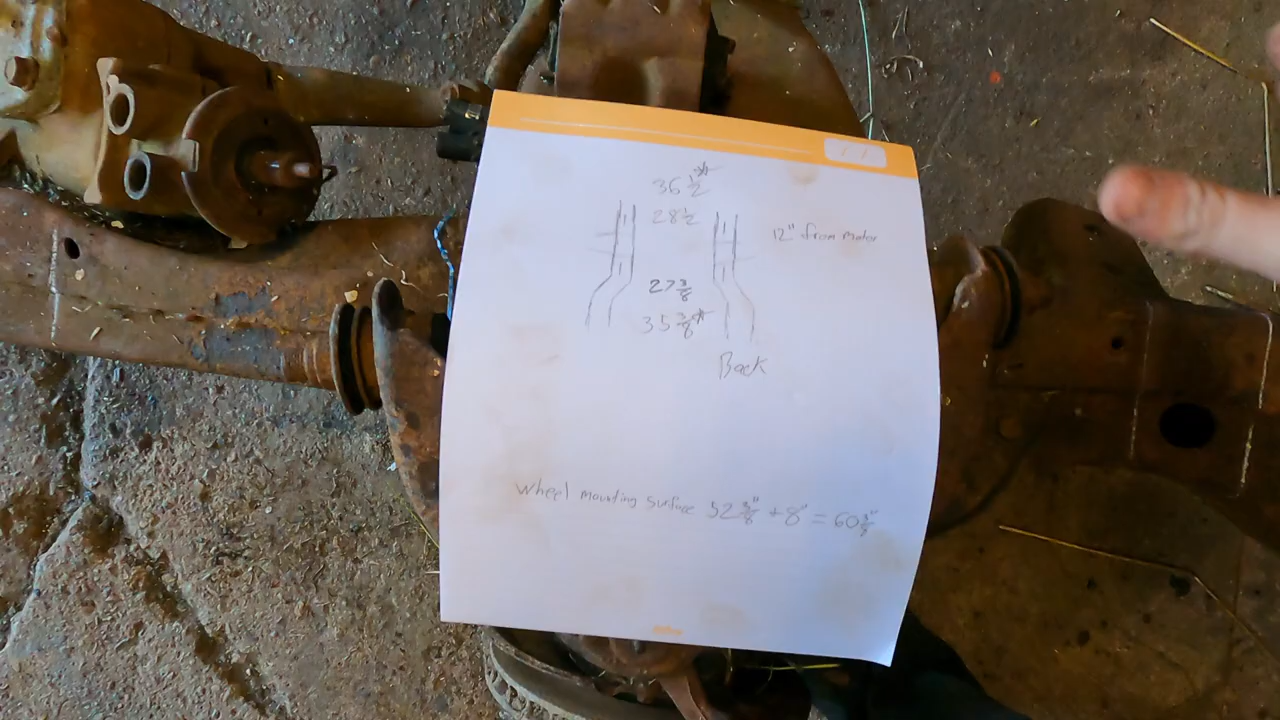 36 ½*
28 ½
12" from motor
27 ⅜
35 ⅜*
Back
Wheel mounting surface 52 ⅜" + 8" = 60 ⅜"